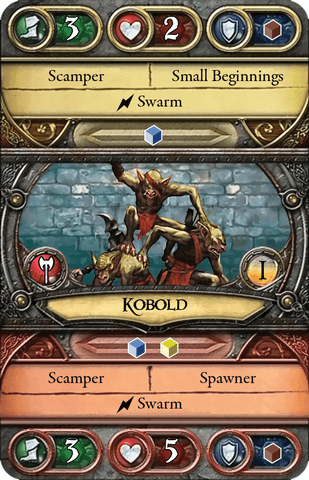 3 2
Scamper Small Beginnings
Swarm
KOBOLD
I
Scamper Spawner
Swarm
3 5